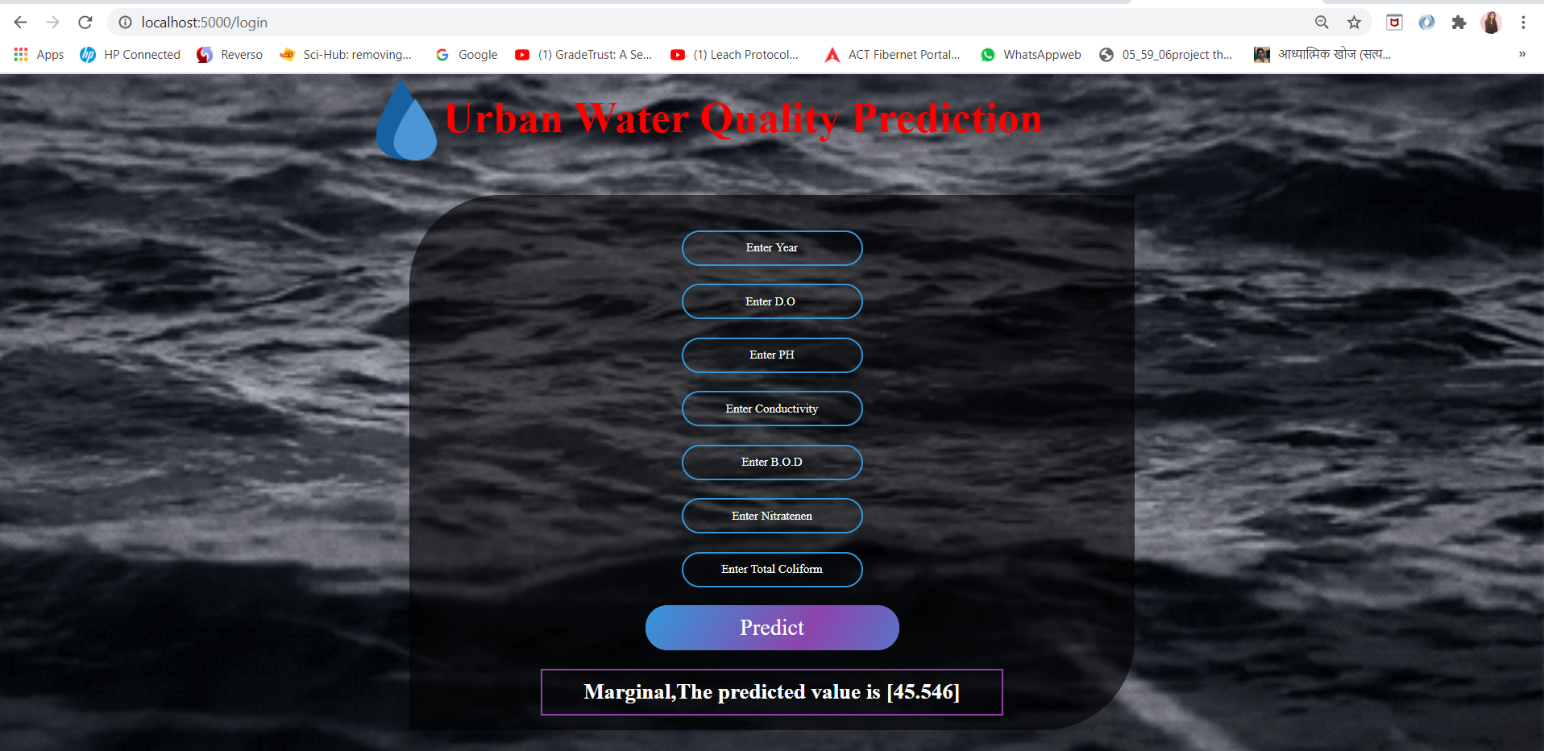 localhost:5000/login
Apps HP Connected Reverso Sci-Hub: removing... Google (1) GradeTrust: A Se... (1) Leach Protocol... ACT Fibernet Portal... WhatsAppweb 05_59_06project th... आध्यात्मिक खोज (सत्य... »
Urban Water Quality Prediction
Enter Year
Enter D.O
Enter PH
Enter Conductivity
Enter B.O.D
Enter Nitratenen
Enter Total Coliform
Predict
Marginal,The predicted value is [45.546]